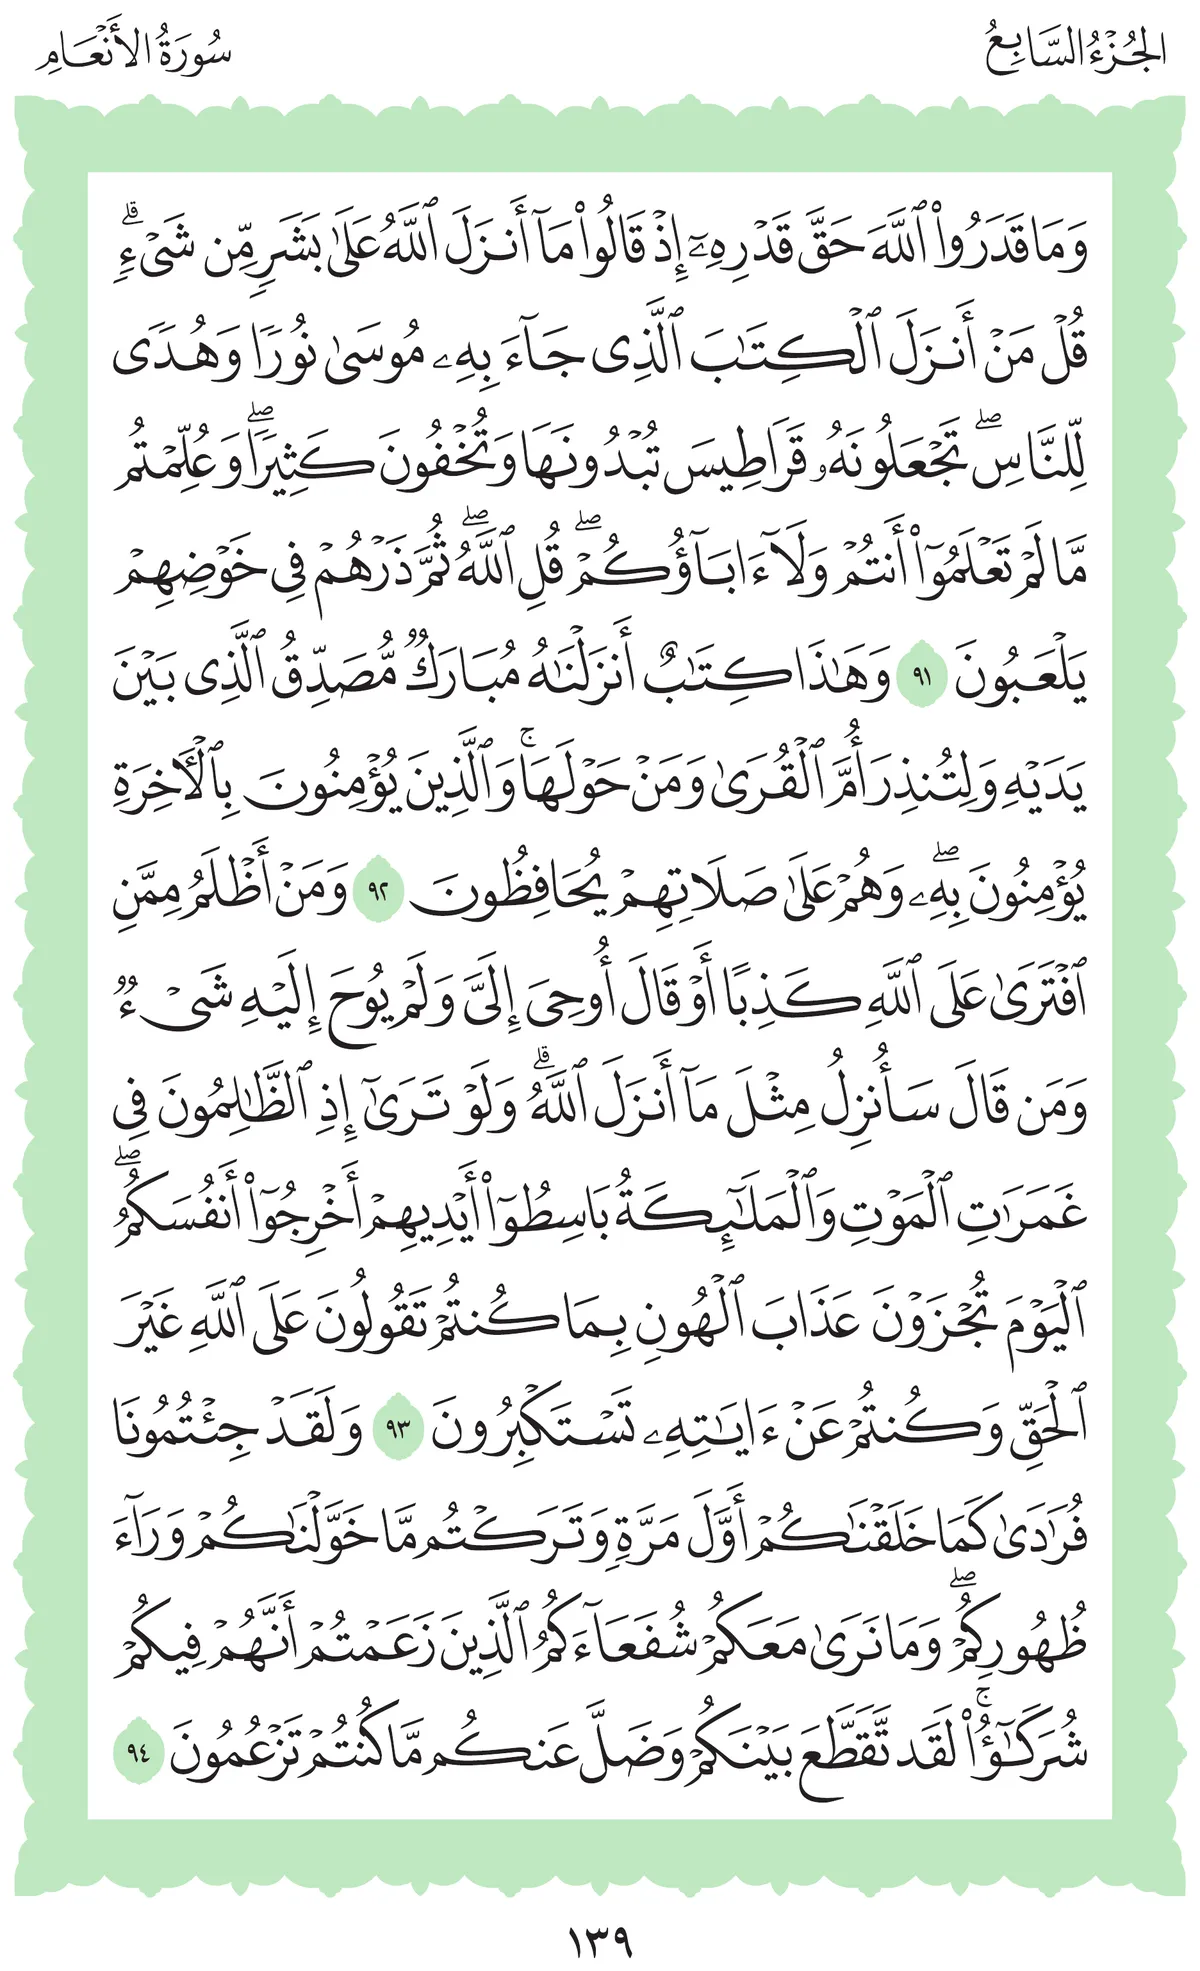 الجُزْءُ السَّابِعُ
سُورَةُ الأَنْعَامِ
وَمَا قَدَرُوا۟ ٱللَّهَ حَقَّ قَدْرِهِۦٓ إِذْ قَالُوا۟ مَآ أَنزَلَ ٱللَّهُ عَلَىٰ بَشَرٍ مِّن شَىْءٍ ۗ
قُلْ مَنْ أَنزَلَ ٱلْكِتَـٰبَ ٱلَّذِى جَآءَ بِهِۦ مُوسَىٰ نُورًا وَهُدًى
لِّلنَّاسِ ۖ تَجْعَلُونَهُۥ قَرَاطِيسَ تُبْدُونَهَا وَتُخْفُونَ كَثِيرًا ۖ وَعُلِّمْتُم
مَّا لَمْ تَعْلَمُوٓا۟ أَنتُمْ وَلَآ ءَابَآؤُكُمْ ۖ قُلِ ٱللَّهُ ۖ ثُمَّ ذَرْهُمْ فِى خَوْضِهِمْ
يَلْعَبُونَ ٩١ وَهَـٰذَا كِتَـٰبٌ أَنزَلْنَـٰهُ مُبَارَكٌ مُّصَدِّقُ ٱلَّذِى بَيْنَ
يَدَيْهِ وَلِتُنذِرَ أُمَّ ٱلْقُرَىٰ وَمَنْ حَوْلَهَا ۚ وَٱلَّذِينَ يُؤْمِنُونَ بِٱلْـَٔاخِرَةِ
يُؤْمِنُونَ بِهِۦ ۖ وَهُمْ عَلَىٰ صَلَاتِهِمْ يُحَافِظُونَ ٩٢ وَمَنْ أَظْلَمُ مِمَّنِ
ٱفْتَرَىٰ عَلَى ٱللَّهِ كَذِبًا أَوْ قَالَ أُوحِىَ إِلَىَّ وَلَمْ يُوحَ إِلَيْهِ شَىْءٌ
وَمَن قَالَ سَأُنزِلُ مِثْلَ مَآ أَنزَلَ ٱللَّهُ ۗ وَلَوْ تَرَىٰٓ إِذِ ٱلظَّـٰلِمُونَ فِى
غَمَرَٰتِ ٱلْمَوْتِ وَٱلْمَلَـٰٓئِكَةُ بَاسِطُوٓا۟ أَيْدِيهِمْ أَخْرِجُوٓا۟ أَنفُسَكُمُ ۖ
ٱلْيَوْمَ تُجْزَوْنَ عَذَابَ ٱلْهُونِ بِمَا كُنتُمْ تَقُولُونَ عَلَى ٱللَّهِ غَيْرَ
ٱلْحَقِّ وَكُنتُمْ عَنْ ءَايَـٰتِهِۦ تَسْتَكْبِرُونَ ٩٣ وَلَقَدْ جِئْتُمُونَا
فُرَٰدَىٰ كَمَا خَلَقْنَـٰكُمْ أَوَّلَ مَرَّةٍ وَتَرَكْتُم مَّا خَوَّلْنَـٰكُمْ وَرَآءَ
ظُهُورِكُمْ ۖ وَمَا نَرَىٰ مَعَكُمْ شُفَعَآءَكُمُ ٱلَّذِينَ زَعَمْتُمْ أَنَّهُمْ فِيكُمْ
شُرَكَـٰٓؤُا۟ ۚ لَقَد تَّقَطَّعَ بَيْنَكُمْ وَضَلَّ عَنكُم مَّا كُنتُمْ تَزْعُمُونَ ٩٤
١٣٩